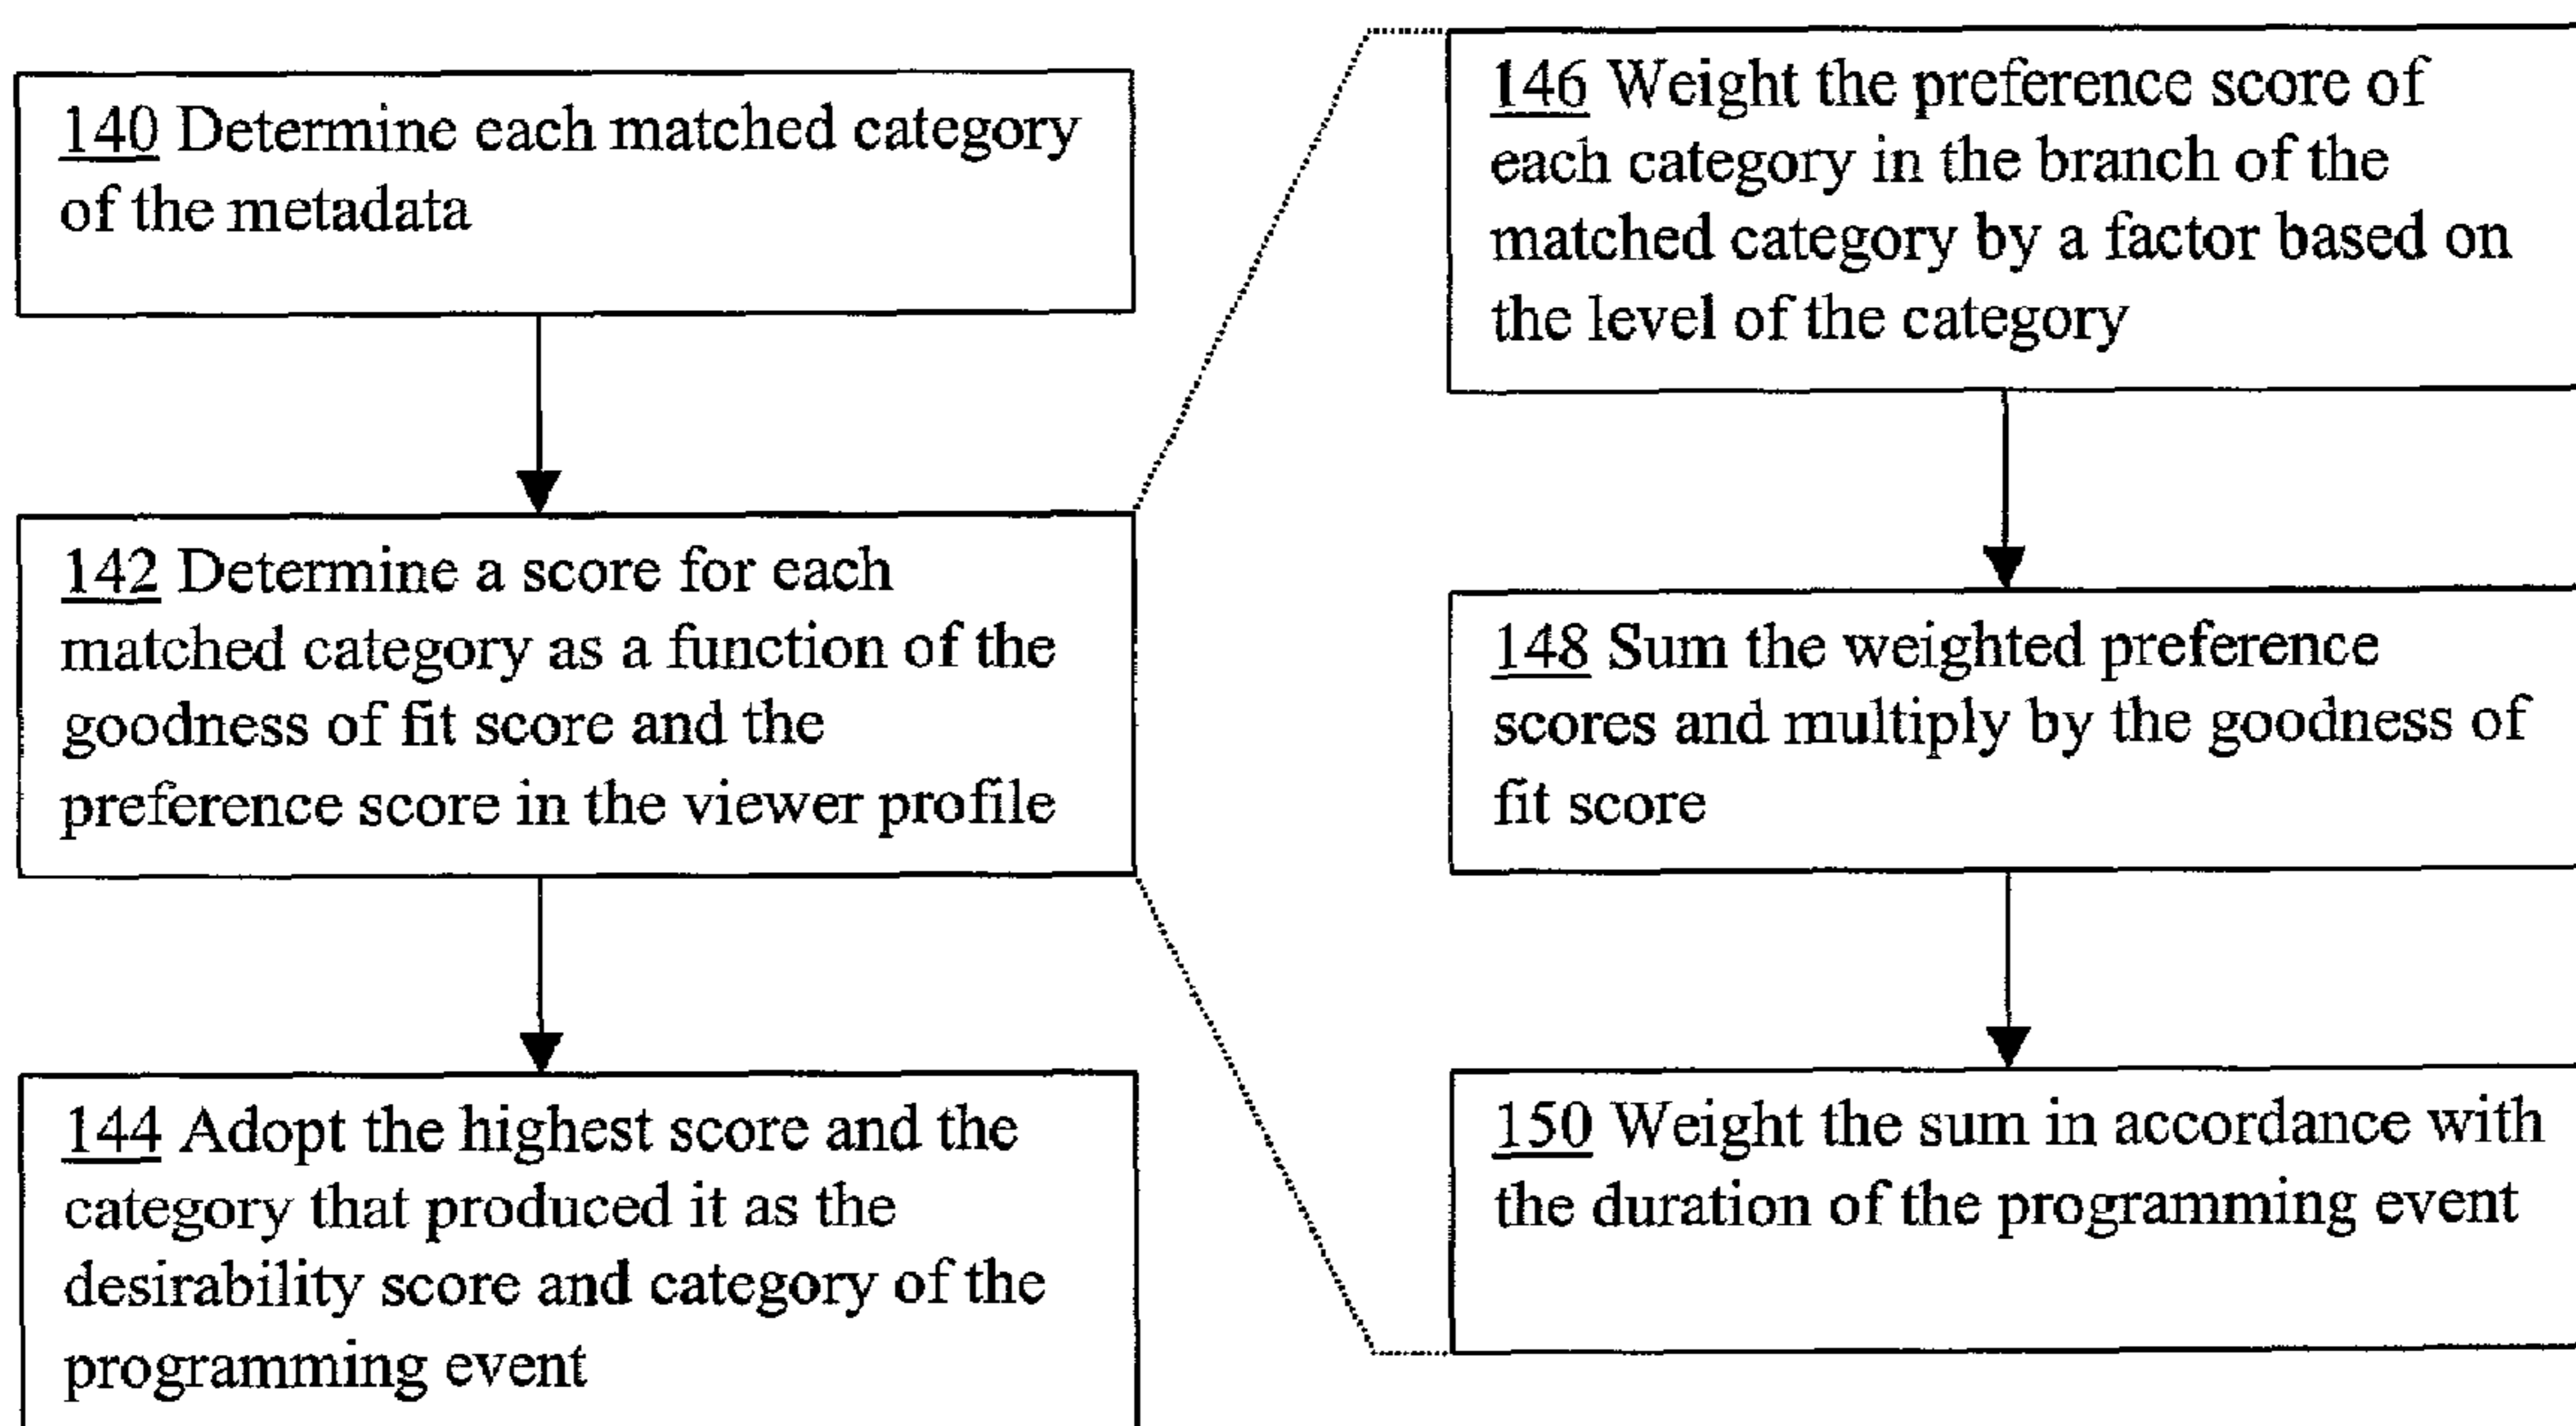 140 Determine each matched category
of the metadata
142 Determine a score for each
matched category as a function of the
goodness of fit score and the
preference score in the viewer profile
144 Adopt the highest score and the
category that produced it as the
desirability score and category of the
programming event
146 Weight the preference score of
each category in the branch of the
matched category by a factor based on
the level of the category
148 Sum the weighted preference
scores and multiply by the goodness of
fit score
150 Weight the sum in accordance with
the duration of the programming event